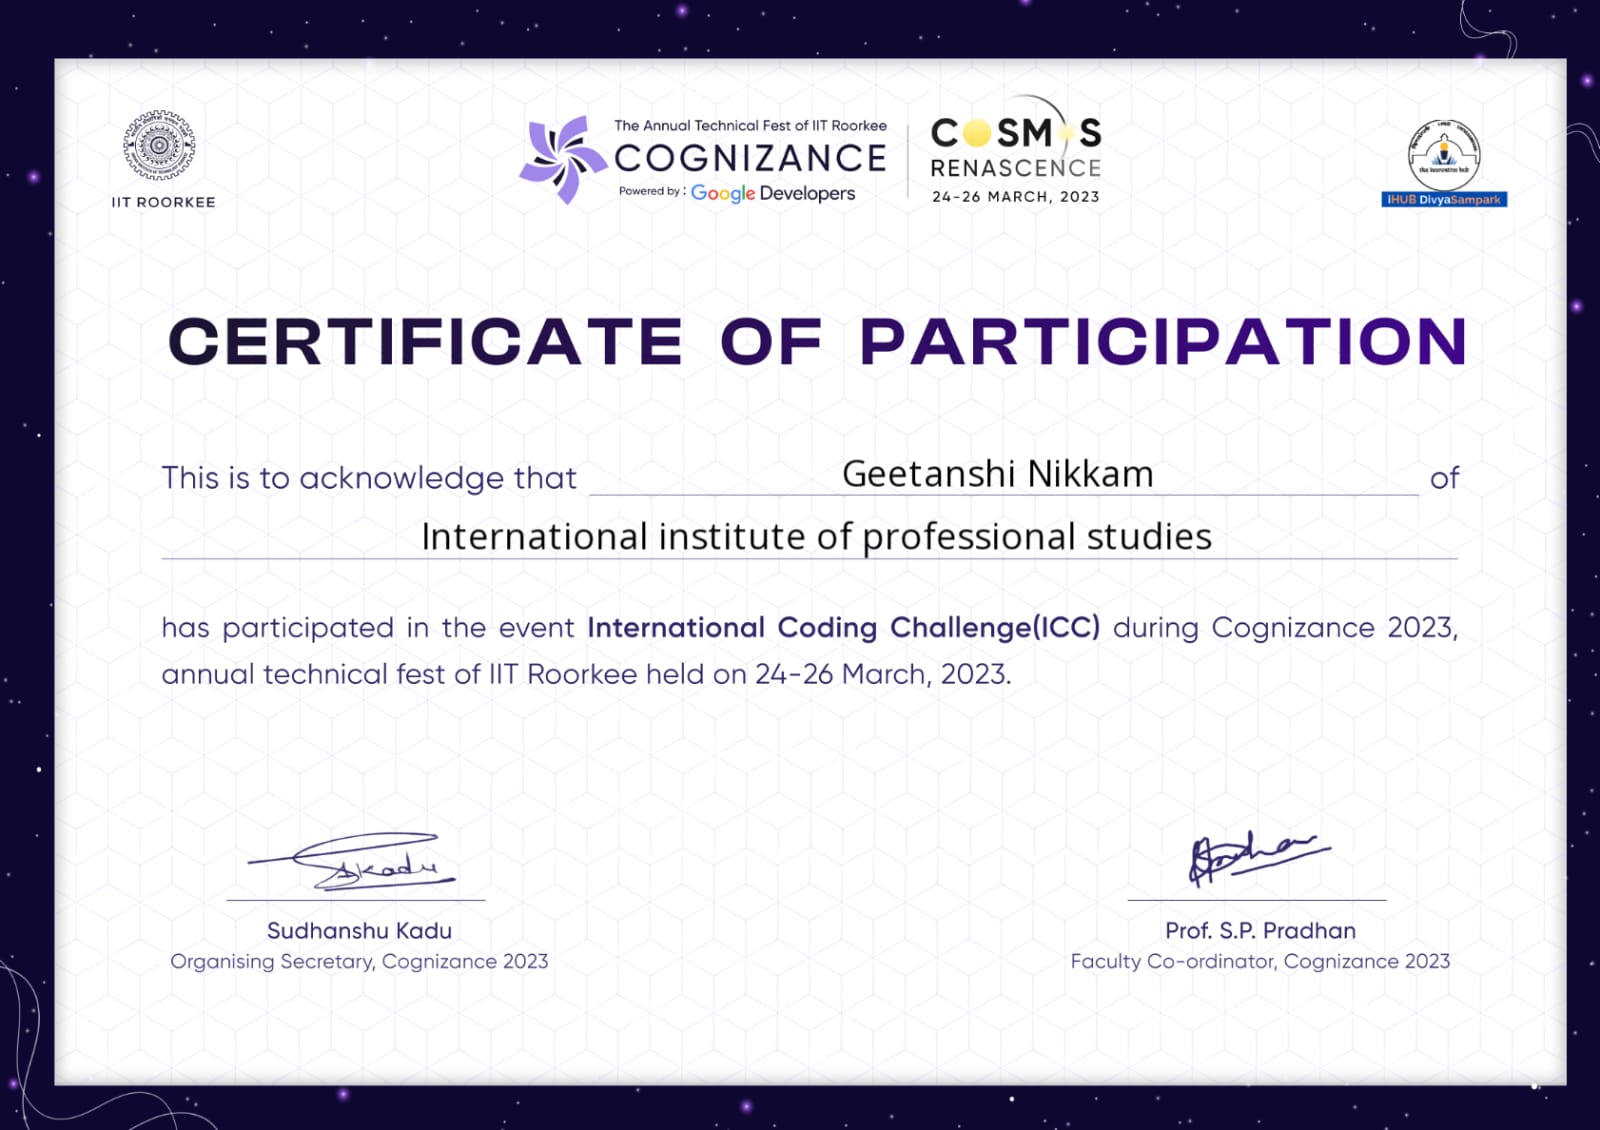 IIT ROORKEE
The Annual Technical Fest of IIT Roorkee
COGNIZANCE
Powered by : Google Developers
COSMOS
RENASCENCE
24-26 MARCH, 2023
iHUB DivyaSampark
CERTIFICATE OF PARTICIPATION
This is to acknowledge that Geetanshi Nikkam of
International institute of professional studies
has participated in the event International Coding Challenge(ICC) during Cognizance 2023,
annual technical fest of IIT Roorkee held on 24-26 March, 2023.
Sudhanshu Kadu
Organising Secretary, Cognizance 2023
Prof. S.P. Pradhan
Faculty Co-ordinator, Cognizance 2023